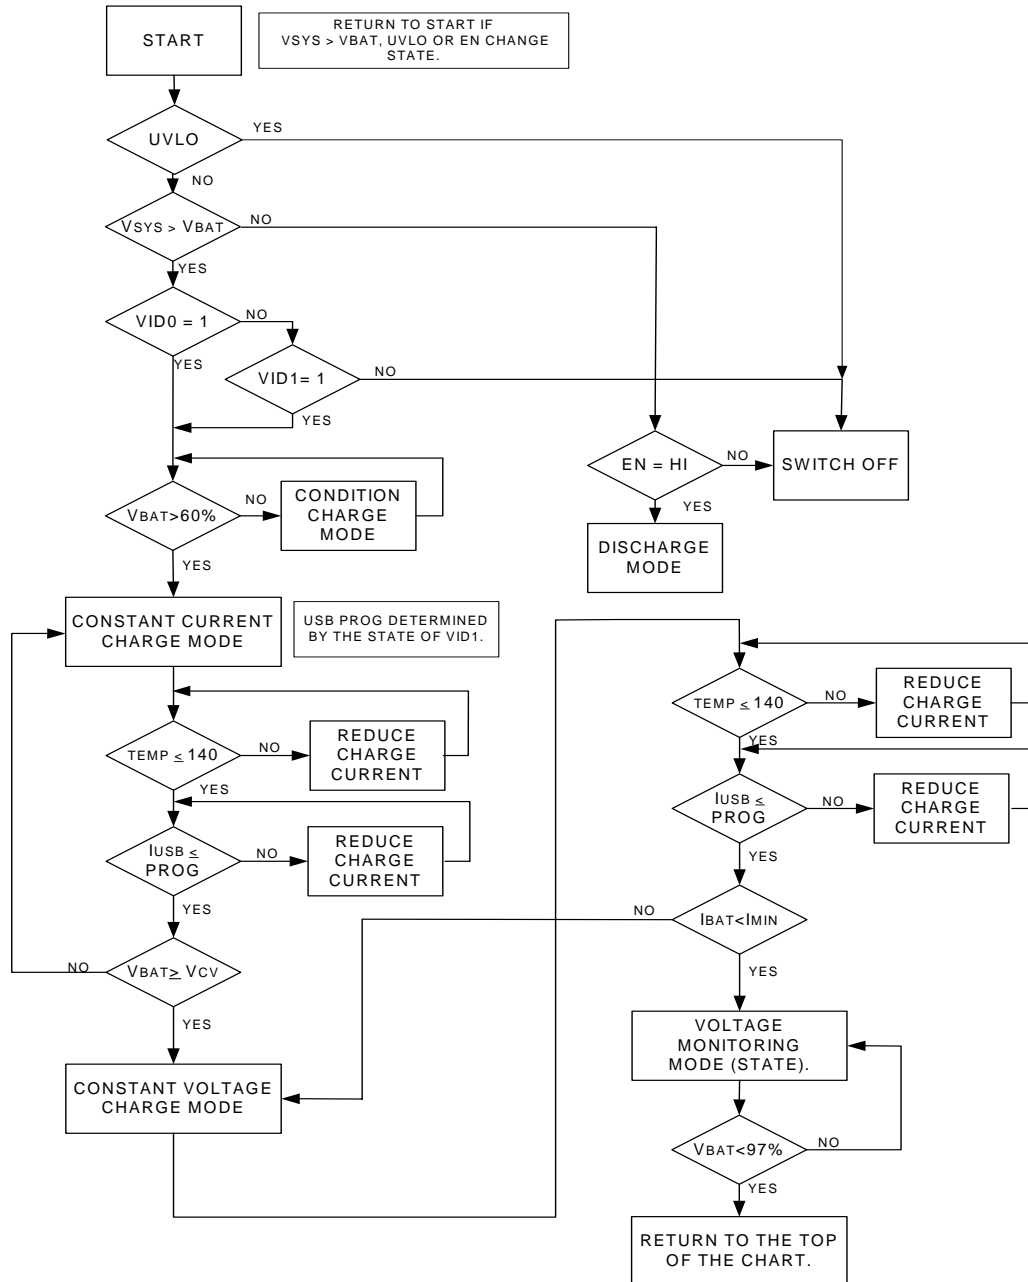 START
RETURN TO START IF
VSYS > VBAT, UVLO OR EN CHANGE
STATE.
UVLO
YES
NO
VSYS > VBAT
NO
YES
VID0 = 1
NO
YES
VID1= 1
NO
YES
EN = HI
NO
SWITCH OFF
YES
DISCHARGE
MODE
VBAT>60%
NO
CONDITION
CHARGE
MODE
YES
CONSTANT CURRENT
CHARGE MODE
USB PROG DETERMINED
BY THE STATE OF VID1.
TEMP ≤ 140
NO
REDUCE
CHARGE
CURRENT
YES
IUSB ≤
PROG
NO
REDUCE
CHARGE
CURRENT
YES
VBAT≥ VCV
NO
YES
CONSTANT VOLTAGE
CHARGE MODE
TEMP ≤ 140
NO
REDUCE
CHARGE
CURRENT
YES
IUSB ≤
PROG
NO
REDUCE
CHARGE
CURRENT
YES
IBAT<IMIN
NO
YES
VOLTAGE
MONITORING
MODE (STATE).
VBAT<97%
NO
YES
RETURN TO THE TOP
OF THE CHART.